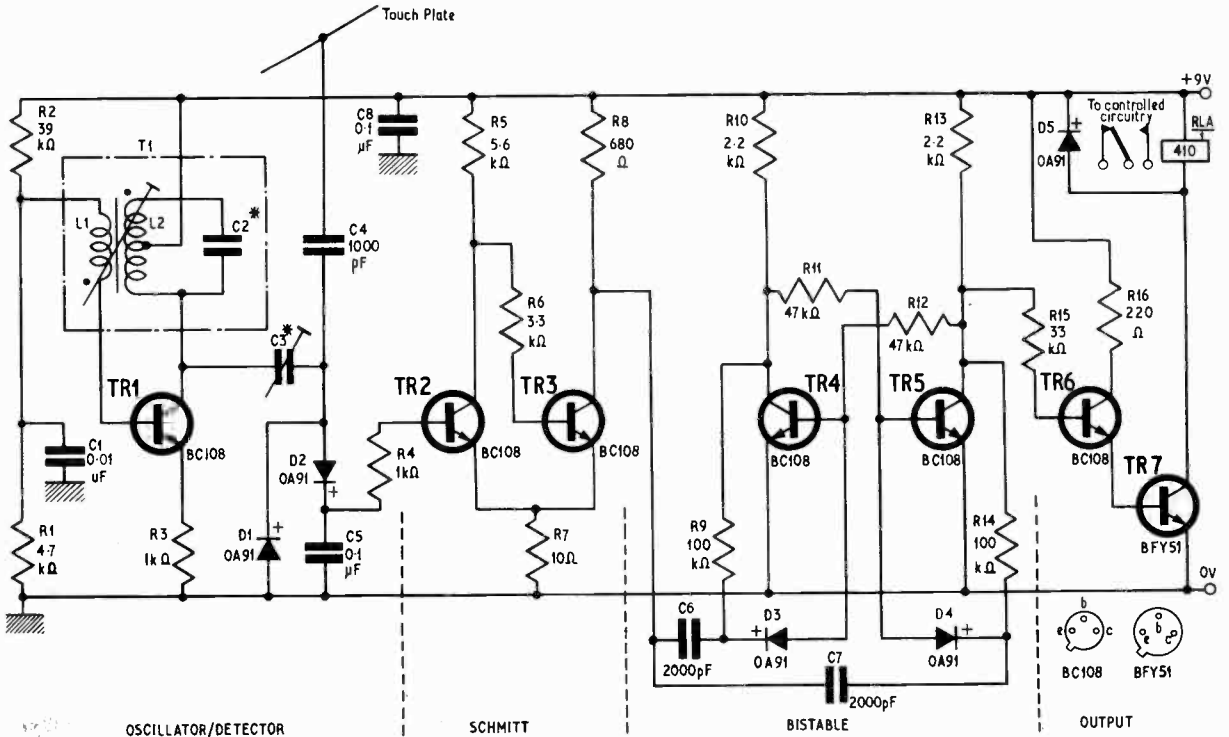 Touch Plate
+9V
R2
39
kΩ
T1
L1
L2
C2*
C8
0·1
µF
C4
1000
pF
R5
5·6
kΩ
R8
680
Ω
R10
2·2
kΩ
R13
2·2
kΩ
D5
+
OA91
To controlled
circuitry
RLA
1
410
R6
3·3
kΩ
R11
47kΩ
R12
47kΩ
R15
33
kΩ
R16
220
Ω
C3*
TR1
BC108
TR2
BC108
TR3
BC108
TR4
BC108
TR5
BC108
TR6
BC108
TR7
BFY51
C1
0·01
µF
R1
4·7
kΩ
R3
1kΩ
D1
+
OA91
D2
OA91
+
R4
1kΩ
C5
0·1
µF
R7
10Ω
R9
100
kΩ
R14
100
kΩ
0V
C6
2000pF
D3
+
OA91
C7
2000pF
D4
+
OA91
b
e
c
BC108
b
e
c
BFY51
OSCILLATOR/DETECTOR
SCHMITT
BISTABLE
OUTPUT